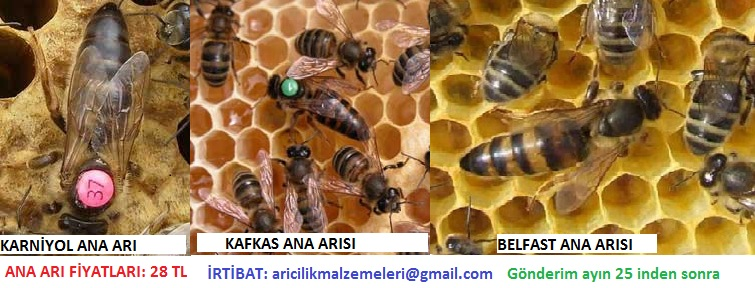 37
KARNİYOL ANA ARI
KAFKAS ANA ARISI
BELFAST ANA ARISI
ANA ARI FİYATLARI: 28 TL
İRTİBAT: aricilikmalzemeleri@gmail.com
Gönderim ayın 25 inden sonra